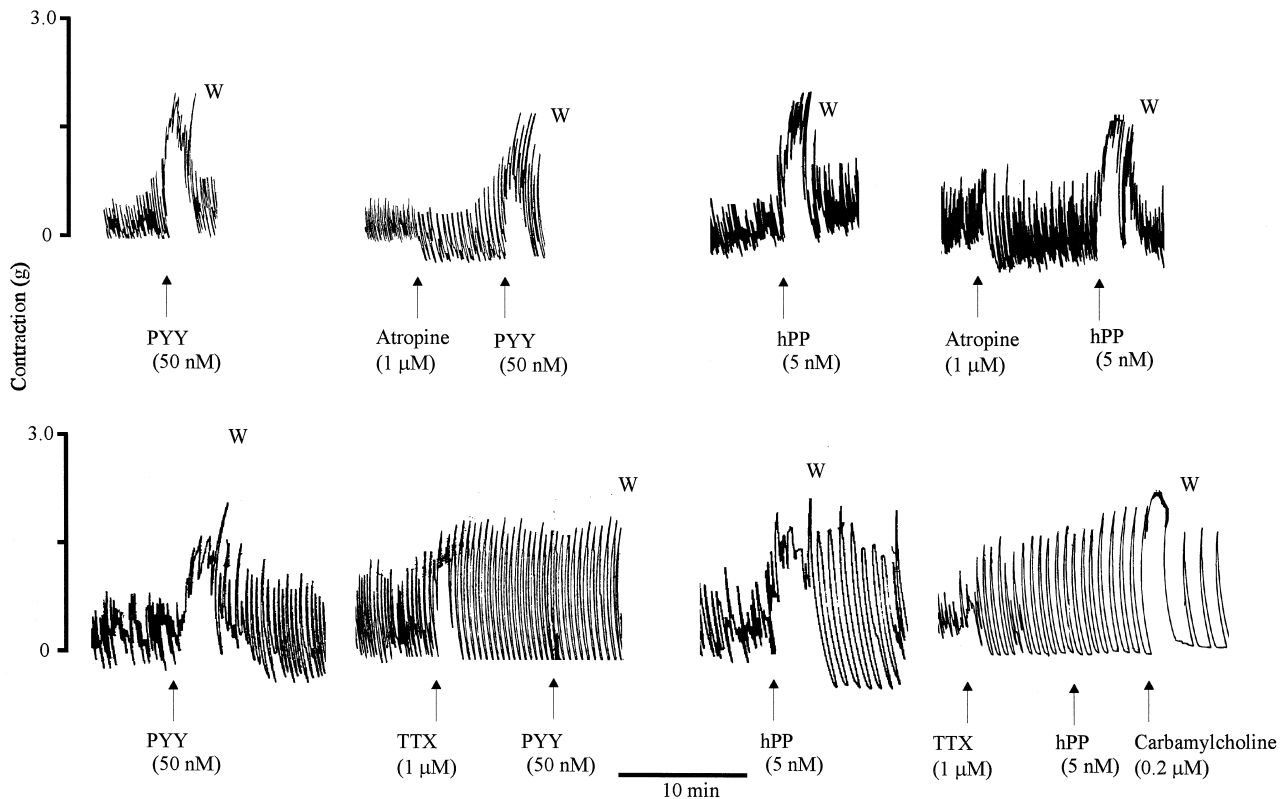 3.0
W
W
W
W
0
Contraction (g)
PYY
(50 nM)
Atropine
(1 µM)
PYY
(50 nM)
hPP
(5 nM)
Atropine
(1 µM)
hPP
(5 nM)
3.0
W
W
W
W
0
PYY
(50 nM)
TTX
(1 µM)
PYY
(50 nM)
hPP
(5 nM)
TTX
(1 µM)
hPP
(5 nM)
Carbamylcholine
(0.2 µM)
10 min